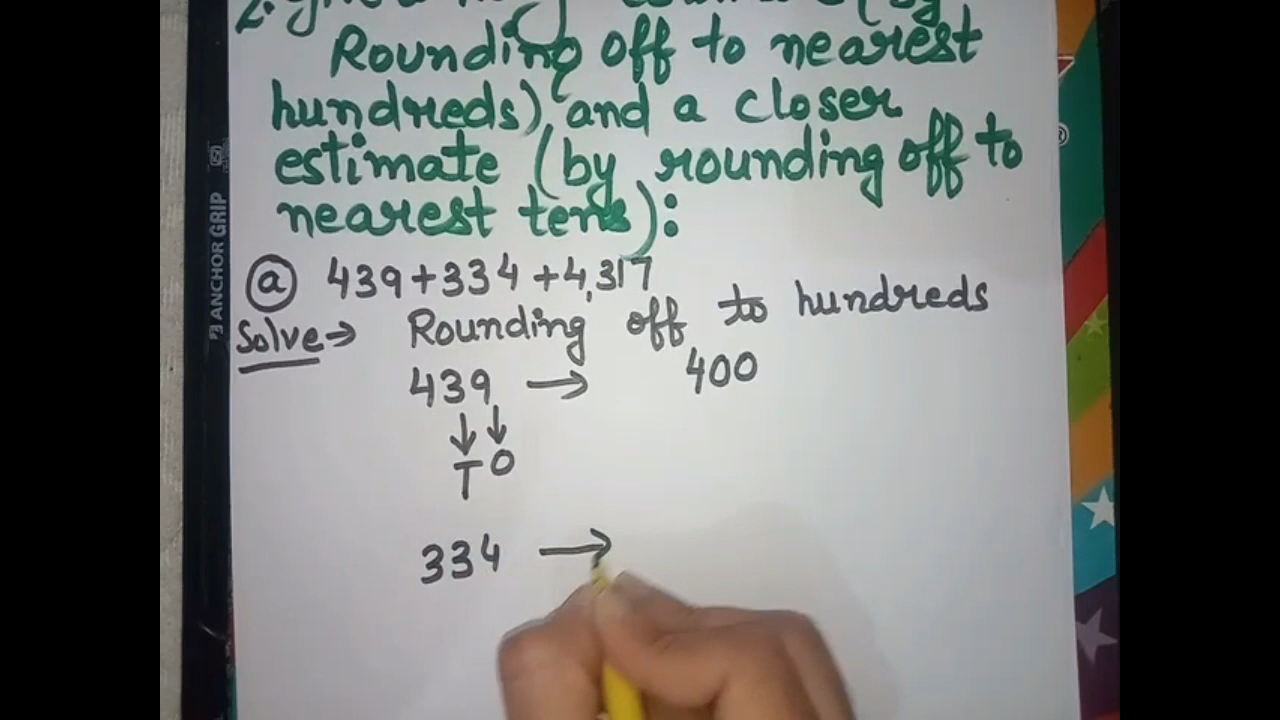 Rounding off to nearest
hundreds) and a closer
estimate (by rounding off to
nearest tens):
a 439+334+4,317
Solve→ Rounding off to hundreds
439 → 400
↓ ↓
T O
334 →
ANCHOR GRIP